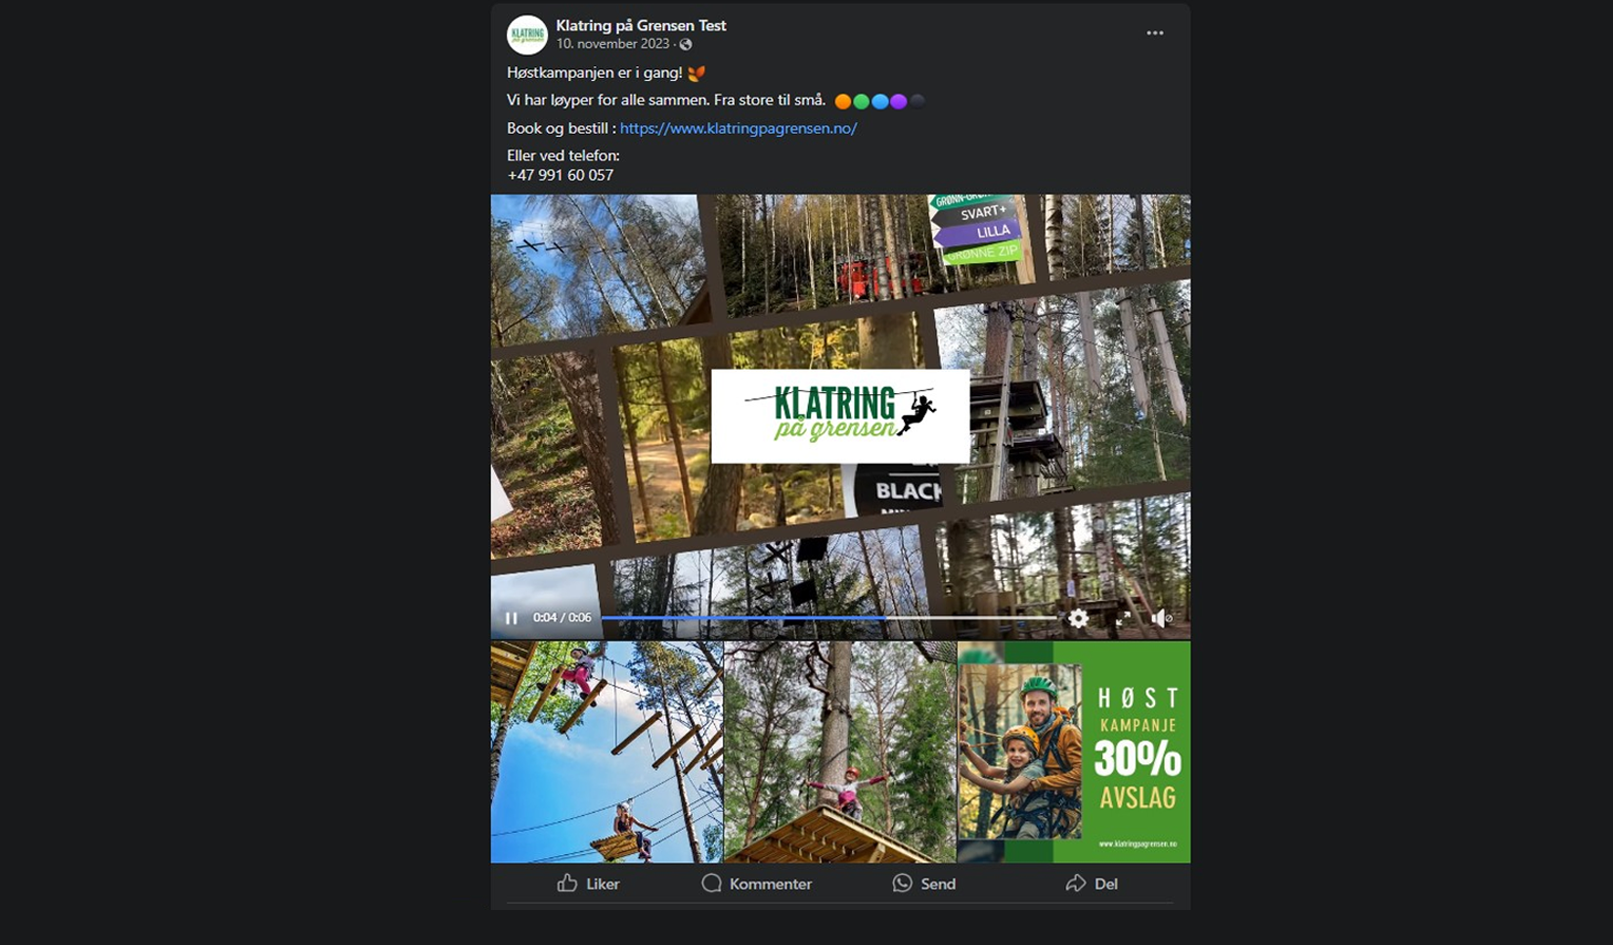 KLATRING
på grensen
Klatring på Grensen Test
10. november 2023 ·
Høstkampanjen er i gang! 🍂
Vi har løyper for alle sammen. Fra store til små. 🟠🟢🔵🟣⚫
Book og bestill : https://www.klatringpagrensen.no/
Eller ved telefon:
+47 991 60 057
SVART+
LILLA
GRØNNE ZIP
KLATRING
på grensen
BLACK
0:04 / 0:06
HØST
KAMPANJE
30%
AVSLAG
www.klatringpagrensen.no
Liker
Kommenter
Send
Del